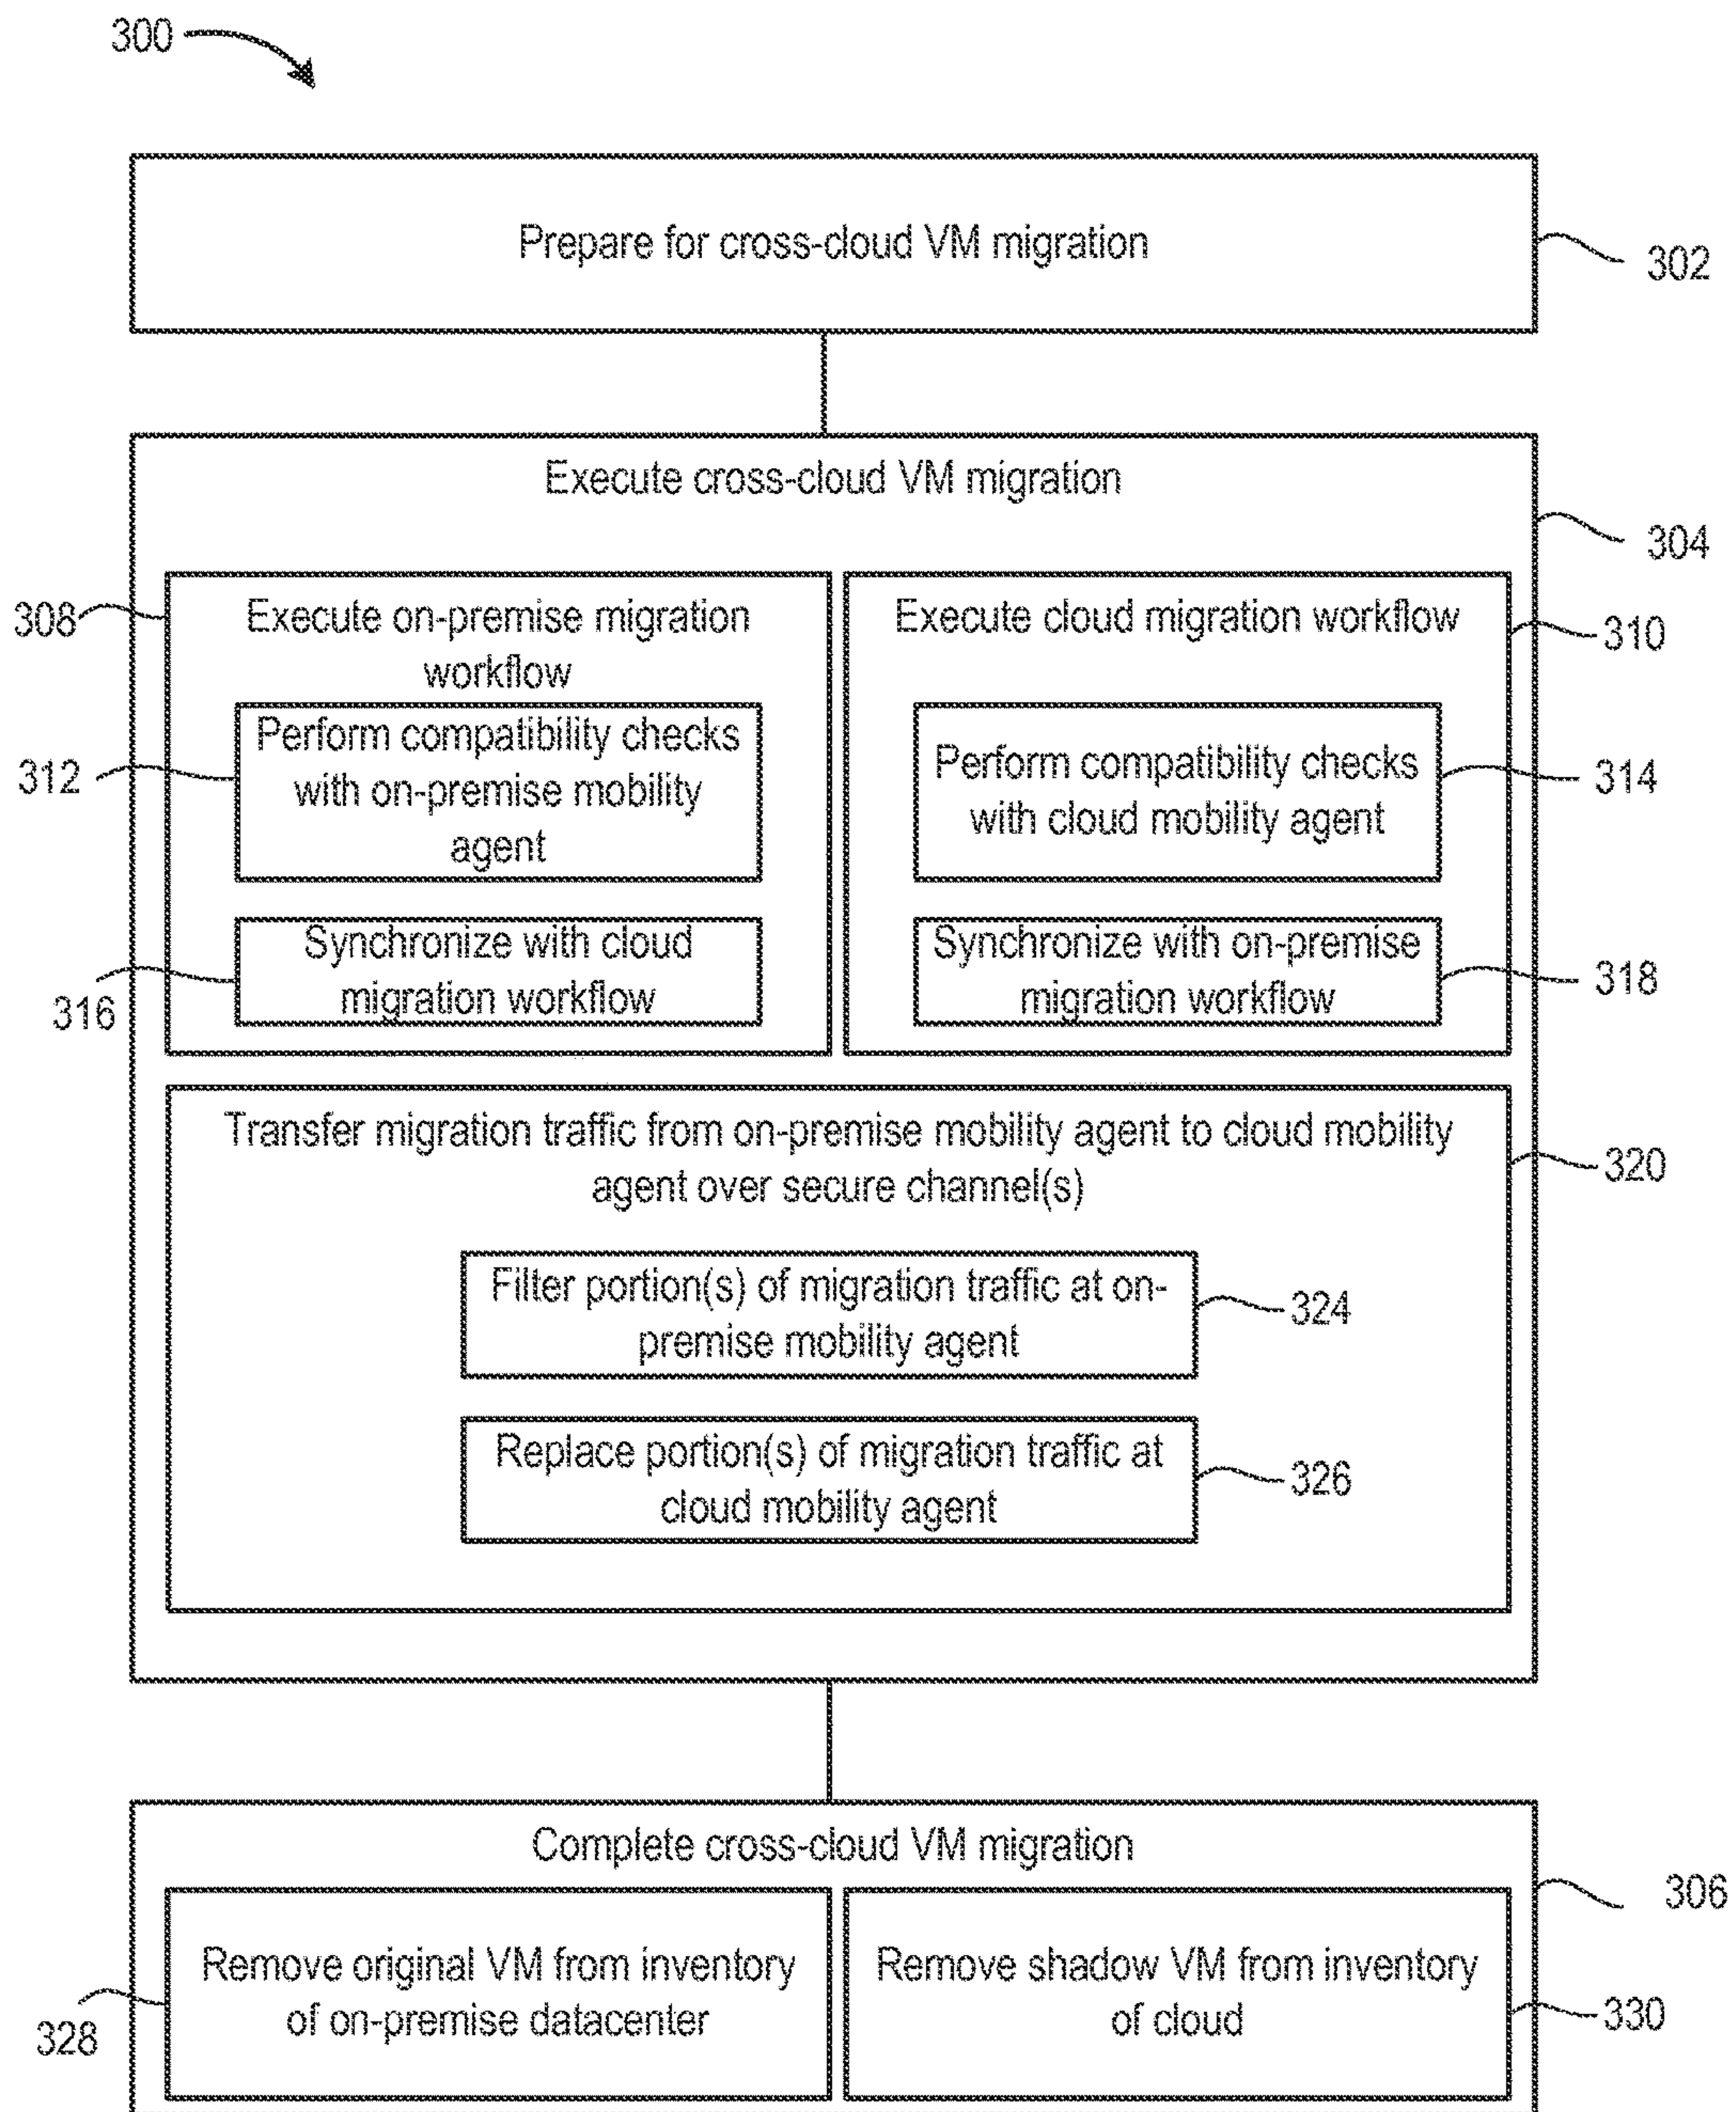 300
Prepare for cross-cloud VM migration
302
Execute cross-cloud VM migration
304
308
Execute on-premise migration
workflow
Perform compatibility checks
with on-premise mobility
agent
312
Synchronize with cloud
migration workflow
316
Execute cloud migration workflow
310
Perform compatibility checks
with cloud mobility agent
314
Synchronize with on-premise
migration workflow
318
Transfer migration traffic from on-premise mobility agent to cloud mobility
agent over secure channel(s)
320
Filter portion(s) of migration traffic at on-
premise mobility agent
324
Replace portion(s) of migration traffic at
cloud mobility agent
326
Complete cross-cloud VM migration
306
Remove original VM from inventory
of on-premise datacenter
328
Remove shadow VM from inventory
of cloud
330